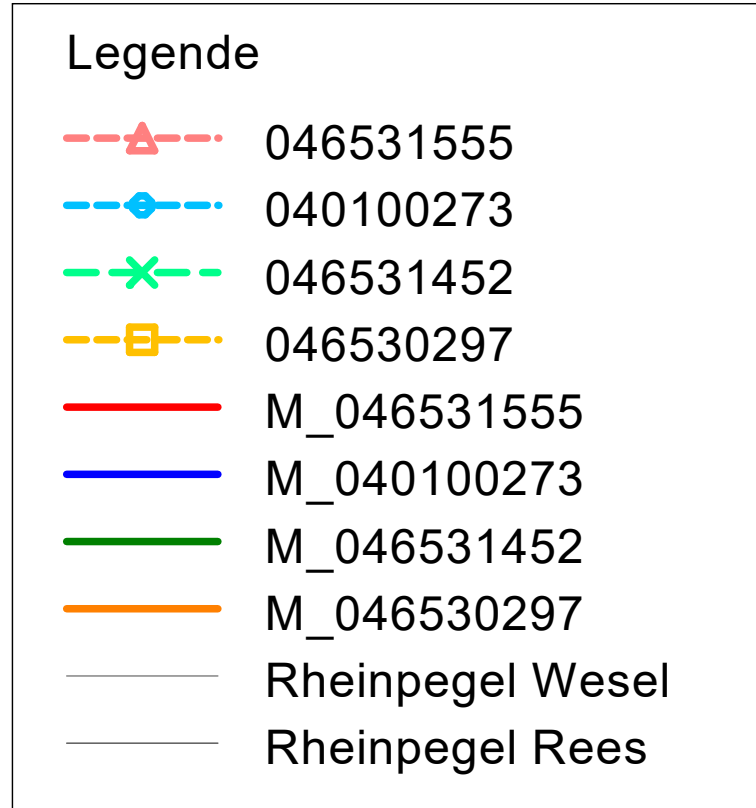 Legende
046531555
040100273
046531452
046530297
M_046531555
M_040100273
M_046531452
M_046530297
Rheinpegel Wesel
Rheinpegel Rees